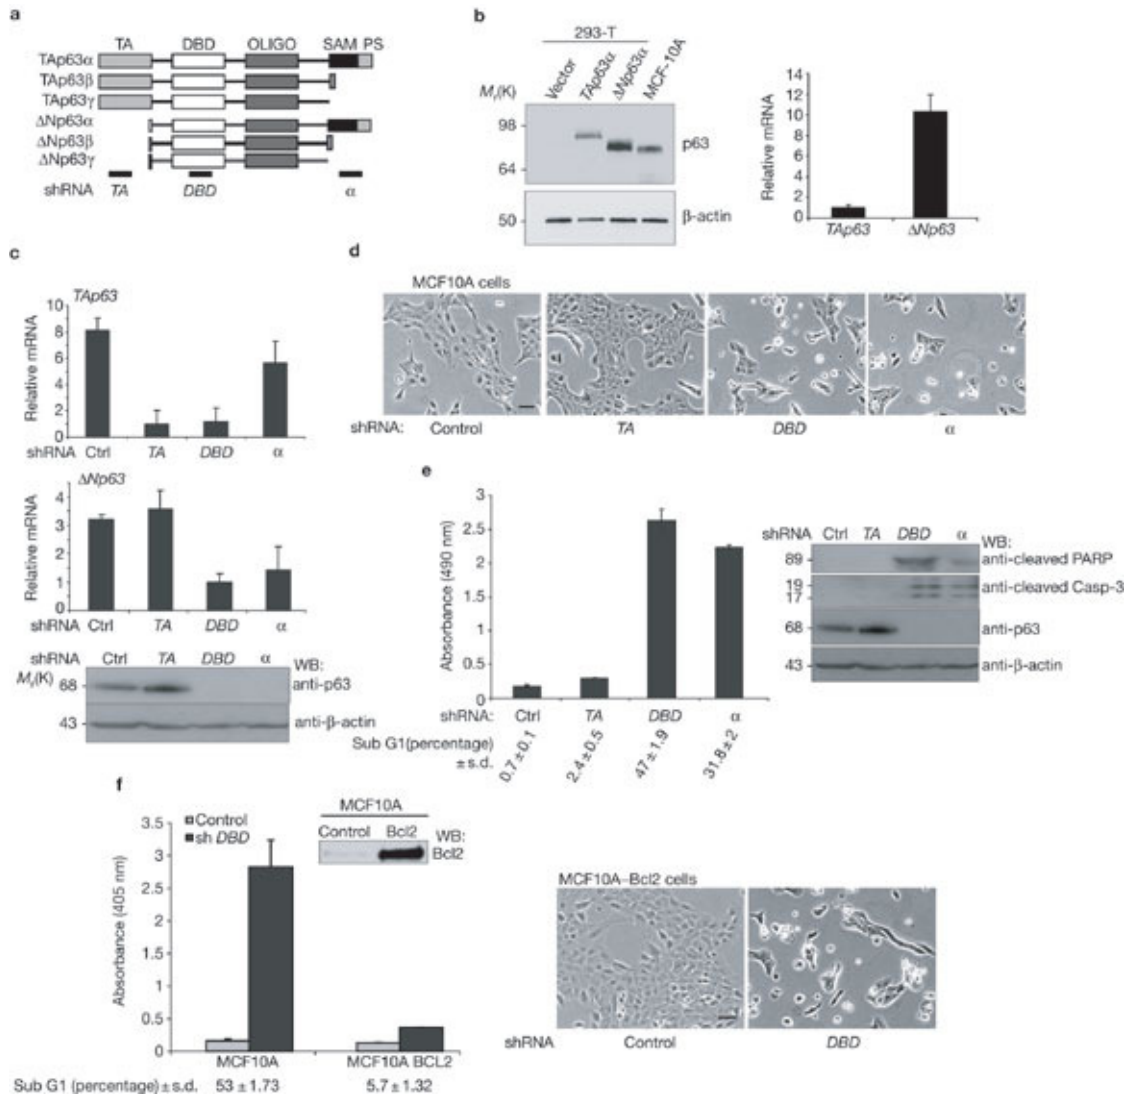 a
TA DBD OLIGO SAM PS
TAp63α
TAp63β
TAp63γ
ΔNp63α
ΔNp63β
ΔNp63γ
shRNA TA DBD α
b
293-T
Vector TAp63α ΔNp63α MCF-10A
Mr(K)
98
64
p63
50
β-actin
Relative mRNA
14
12
10
8
6
4
2
0
TAp63 ΔNp63
c
TAp63
Relative mRNA
10
8
6
4
2
0
shRNA Ctrl TA DBD α
ΔNp63
Relative mRNA
4
3
2
1
0
shRNA Ctrl TA DBD α
shRNA Ctrl TA DBD α
WB:
Mr(K)
68 anti-p63
43 anti-β-actin
d
MCF10A cells
shRNA: Control TA DBD α
e
Absorbance (490 nm)
3
2.5
2
1.5
1
0.5
0
shRNA: Ctrl TA DBD α
Sub G1(percentage)
±s.d.
0.7±0.1 2.4±0.5 47±1.9 31.8±2
shRNA Ctrl TA DBD α
WB:
89 anti-cleaved PARP
19 anti-cleaved Casp-3
17
68 anti-p63
43 anti-β-actin
f
Control
sh DBD
Absorbance (405 nm)
3.5
3
2.5
2
1.5
1
0.5
0
MCF10A
Control Bcl2 WB:
Bcl2
MCF10A MCF10A BCL2
Sub G1 (percentage) ±s.d. 53 ±1.73 5.7±1.32
MCF10A–Bcl2 cells
shRNA Control DBD